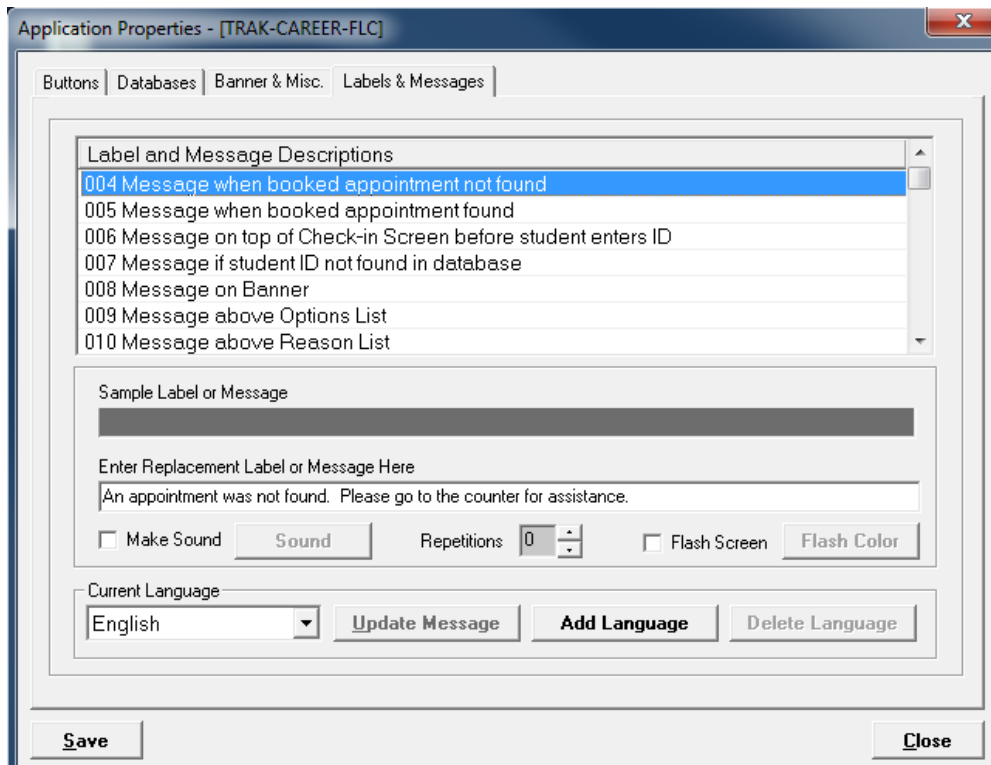 Application Properties - [TRAK-CAREER-FLC]
X
Buttons Databases Banner & Misc. Labels & Messages
Label and Message Descriptions
004 Message when booked appointment not found
005 Message when booked appointment found
006 Message on top of Check-in Screen before student enters ID
007 Message if student ID not found in database
008 Message on Banner
009 Message above Options List
010 Message above Reason List
Sample Label or Message
Enter Replacement Label or Message Here
An appointment was not found.  Please go to the counter for assistance.
Make Sound Sound Repetitions 0 Flash Screen Flash Color
Current Language
English Update Message Add Language Delete Language
Save Close